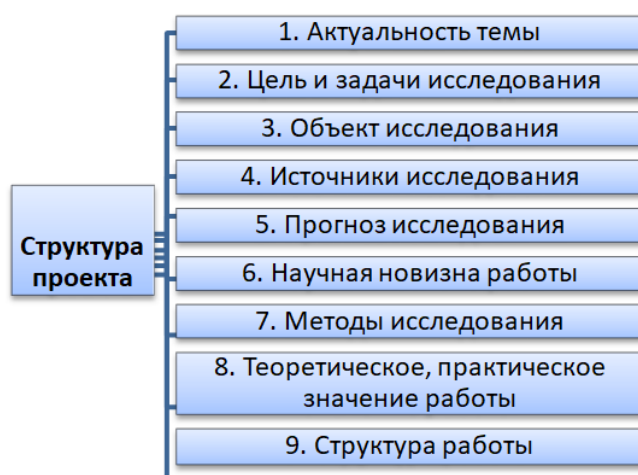 1. Актуальность темы
2. Цель и задачи исследования
3. Объект исследования
4. Источники исследования
5. Прогноз исследования
6. Научная новизна работы
7. Методы исследования
8. Теоретическое, практическое
значение работы
9. Структура работы
Структура
проекта